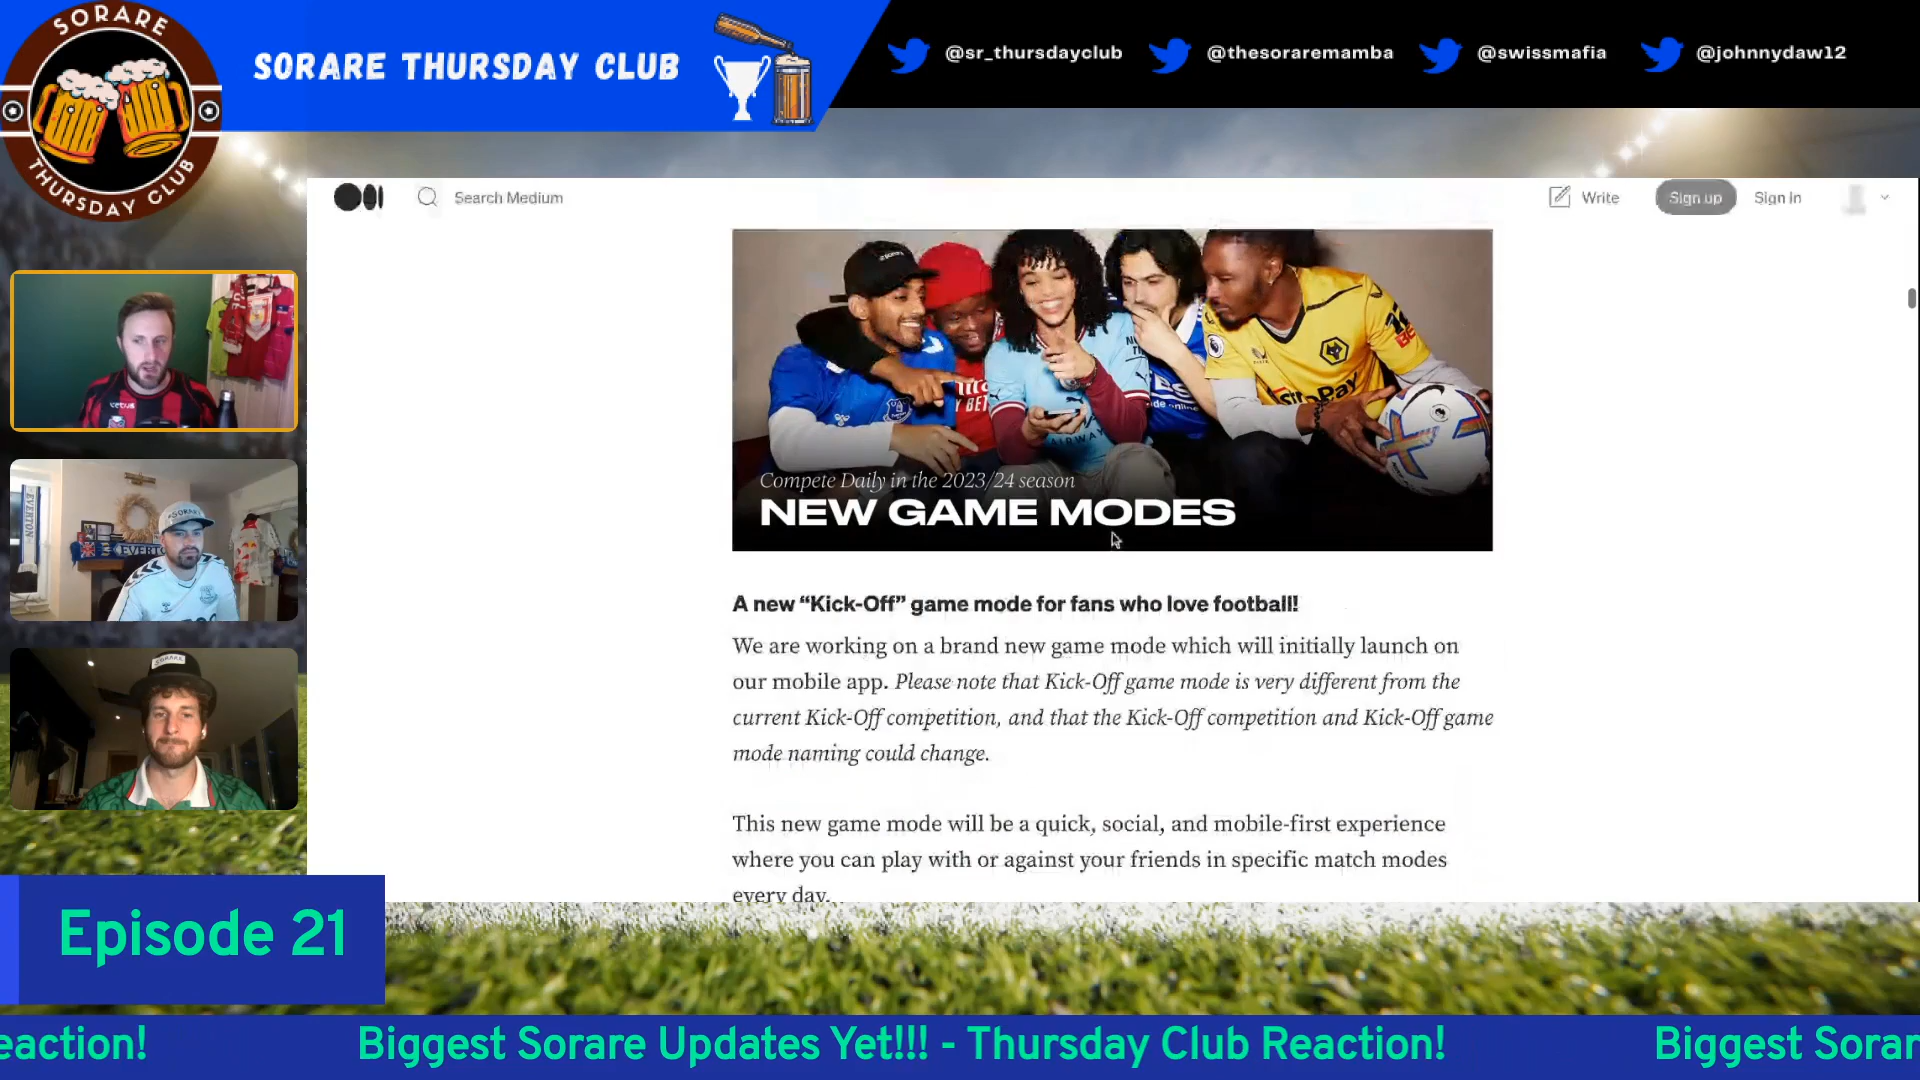 SORARE
THURSDAY CLUB
SORARE THURSDAY CLUB
@sr_thursdayclub
@thesoraremamba
@swissmafia
@johnnydaw12
Search Medium
Write
Sign up
Sign In
Compete Daily in the 2023/24 season
NEW GAME MODES
A new “Kick-Off” game mode for fans who love football!
We are working on a brand new game mode which will initially launch on
our mobile app. Please note that Kick-Off game mode is very different from the
current Kick-Off competition, and that the Kick-Off competition and Kick-Off game
mode naming could change.
This new game mode will be a quick, social, and mobile-first experience
where you can play with or against your friends in specific match modes
every day.
EVERTON
SORARE
Episode 21
eaction!
Biggest Sorare Updates Yet!!! - Thursday Club Reaction!
Biggest Sorar